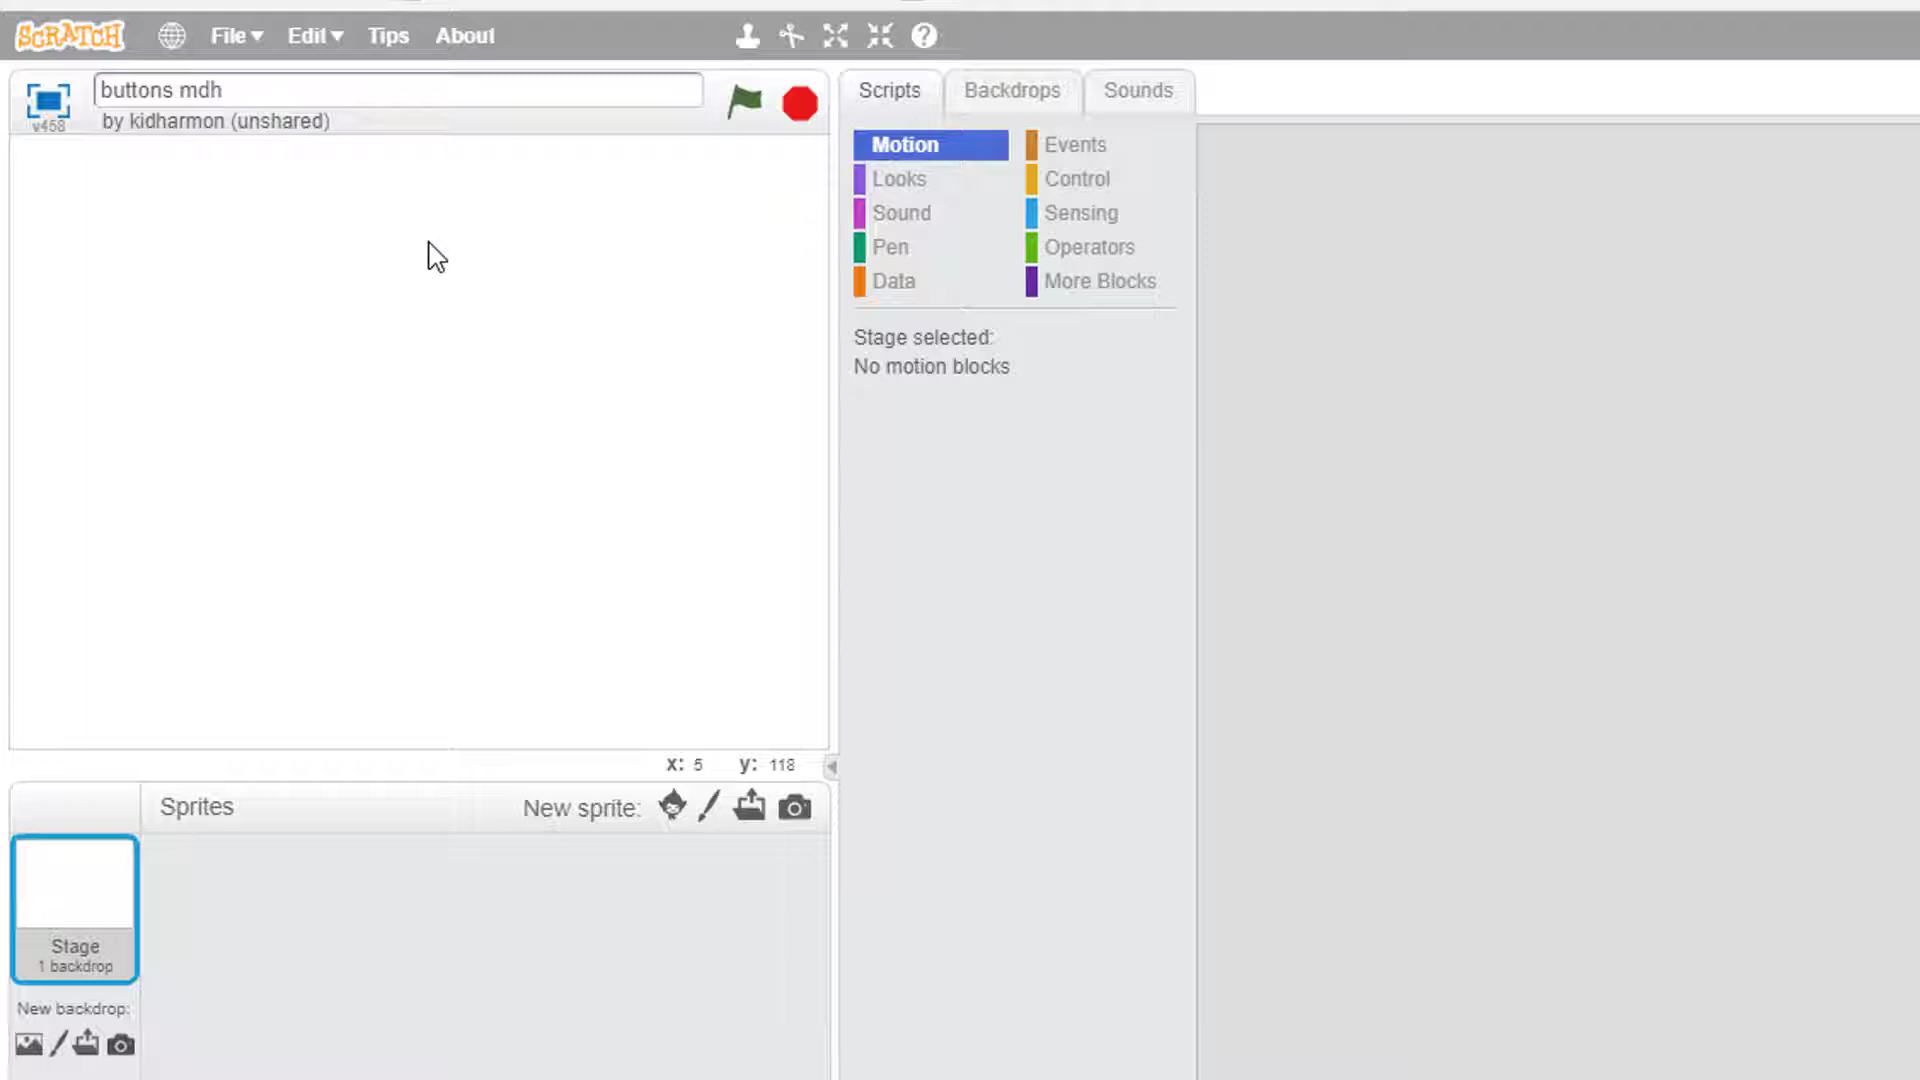 SCRATCH File Edit Tips About
buttons mdh
by kidharmon (unshared)
v458
Scripts Backdrops Sounds
Motion Events
Looks Control
Sound Sensing
Pen Operators
Data More Blocks
Stage selected:
No motion blocks
x: 5 y: 118
Sprites New sprite:
Stage
1 backdrop
New backdrop: